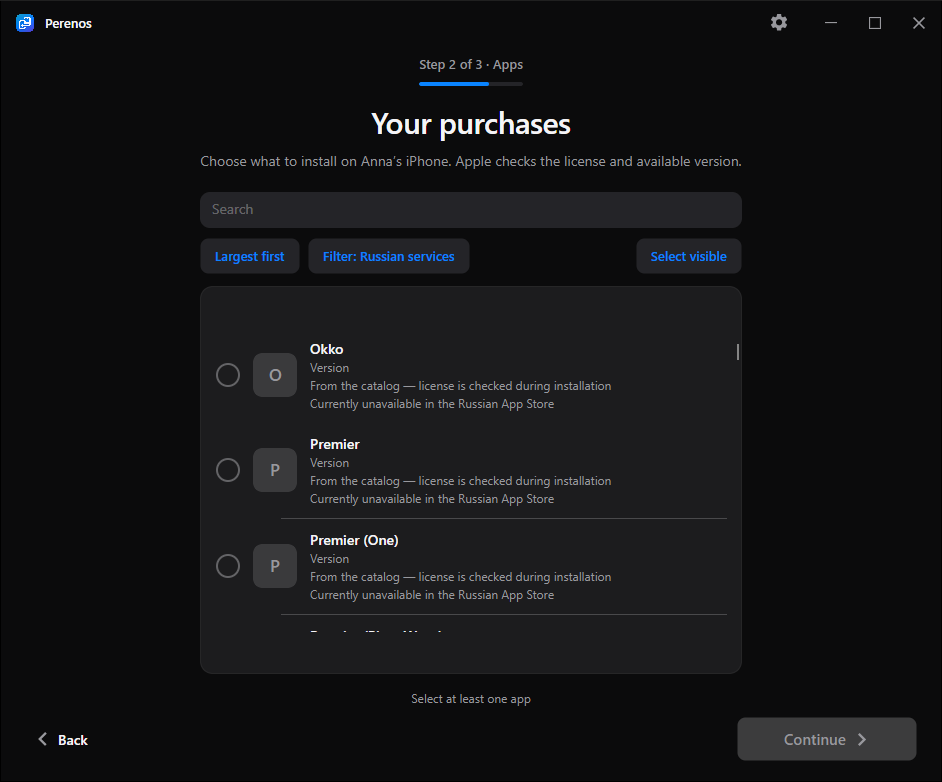 Perenos
Step 2 of 3 · Apps
Your purchases
Choose what to install on Anna's iPhone. Apple checks the license and available version.
Search
Largest first
Filter: Russian services
Select visible
O
Okko
Version
From the catalog — license is checked during installation
Currently unavailable in the Russian App Store
P
Premier
Version
From the catalog — license is checked during installation
Currently unavailable in the Russian App Store
P
Premier (One)
Version
From the catalog — license is checked during installation
Currently unavailable in the Russian App Store
Select at least one app
Back
Continue